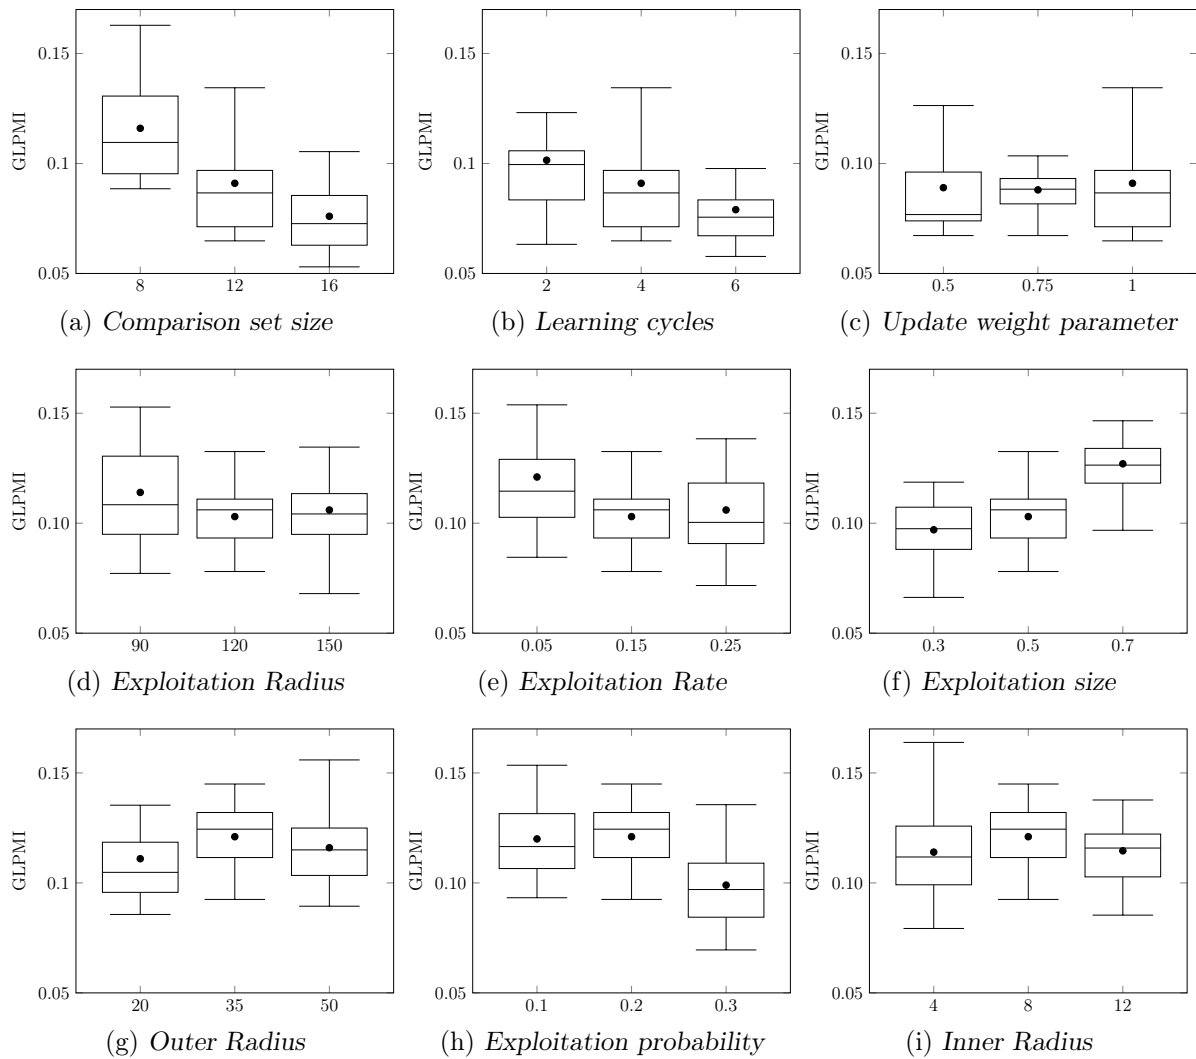 0.15
0.1
0.05
GLPMI
8 12 16
(a) Comparison set size
0.15
0.1
0.05
GLPMI
2 4 6
(b) Learning cycles
0.15
0.10
0.05
GLPMI
0.5 0.75 1
(c) Update weight parameter
0.15
0.10
0.05
GLPMI
90 120 150
(d) Exploitation Radius
0.15
0.10
0.05
GLPMI
0.05 0.15 0.25
(e) Exploitation Rate
0.15
0.10
0.05
GLPMI
0.3 0.5 0.7
(f) Exploitation size
0.15
0.1
0.05
GLPMI
20 35 50
(g) Outer Radius
0.15
0.10
0.05
GLPMI
0.1 0.2 0.3
(h) Exploitation probability
0.15
0.10
0.05
GLPMI
4 8 12
(i) Inner Radius